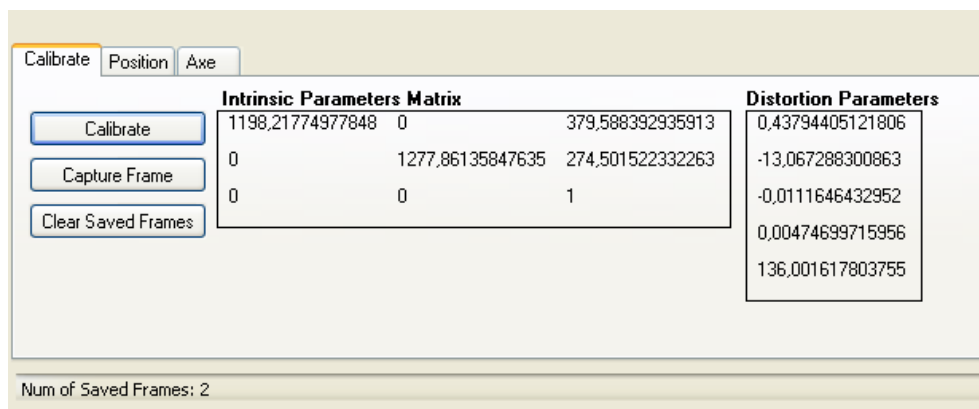 Calibrate Position Axe
Intrinsic Parameters Matrix
Distortion Parameters
Calibrate
Capture Frame
Clear Saved Frames
1198,21774977848 0 379,588392935913
0 1277,86135847635 274,501522332263
0 0 1
0,43794405121806
-13,067288300863
-0,0111646432952
0,00474699715956
136,001617803755
Num of Saved Frames: 2